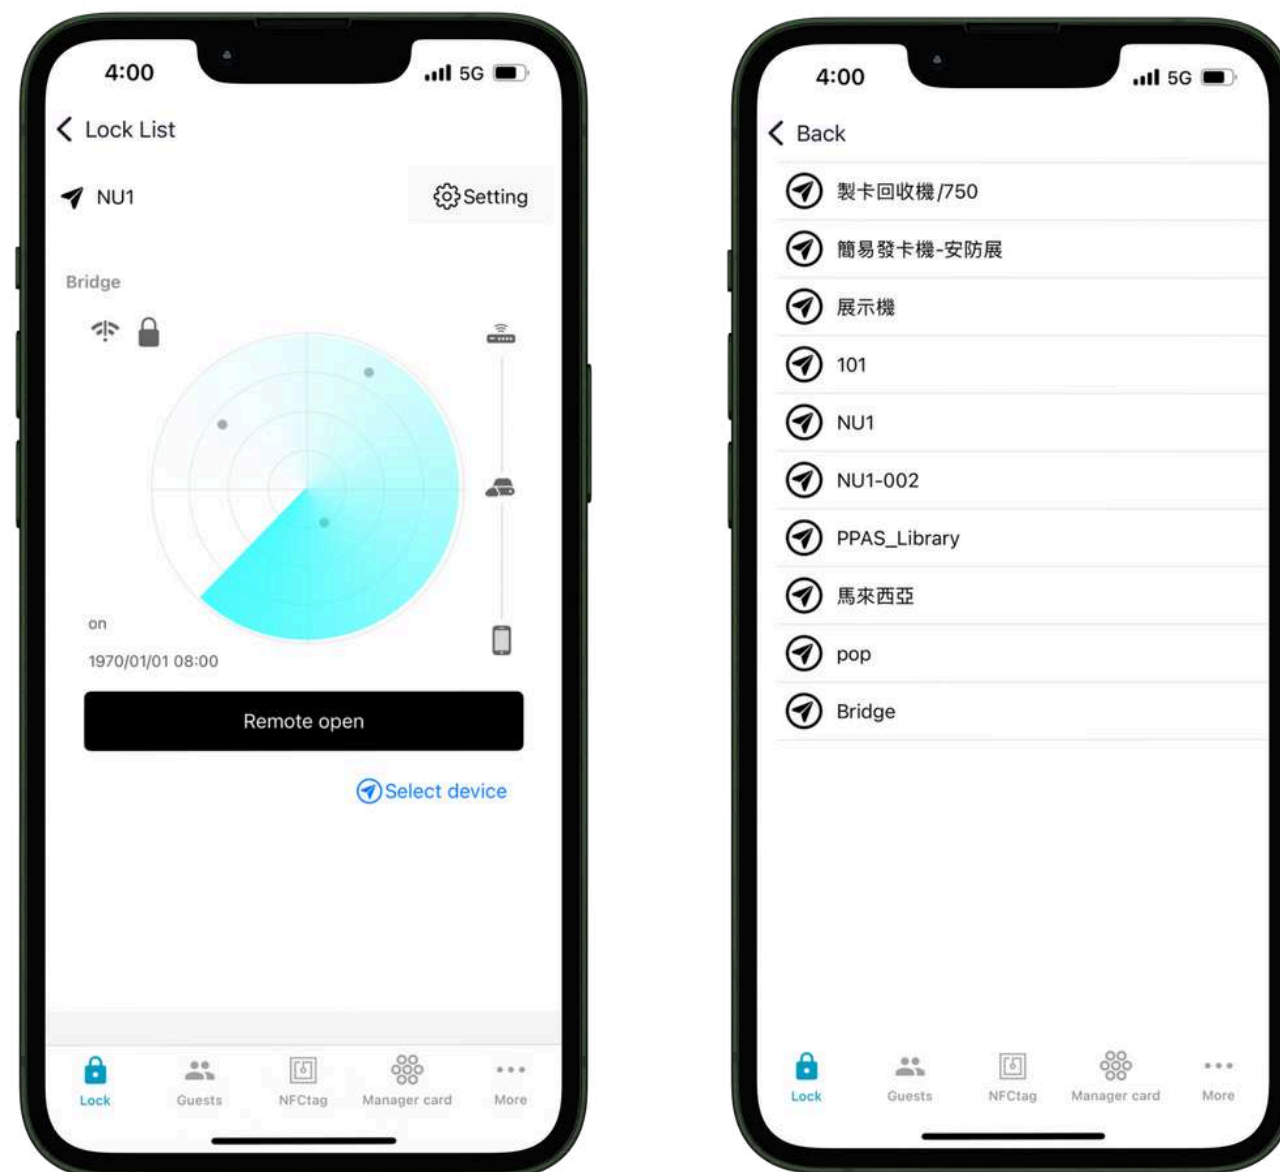 4:00 5G
Lock List
NU1 Setting
Bridge
on
1970/01/01 08:00
Remote open
Select device
Lock Guests NFCtag Manager card More
4:00 5G
Back
製卡回收機/750
簡易發卡機-安防展
展示機
101
NU1
NU1-002
PPAS_Library
馬來西亞
pop
Bridge
Lock Guests NFCtag Manager card More